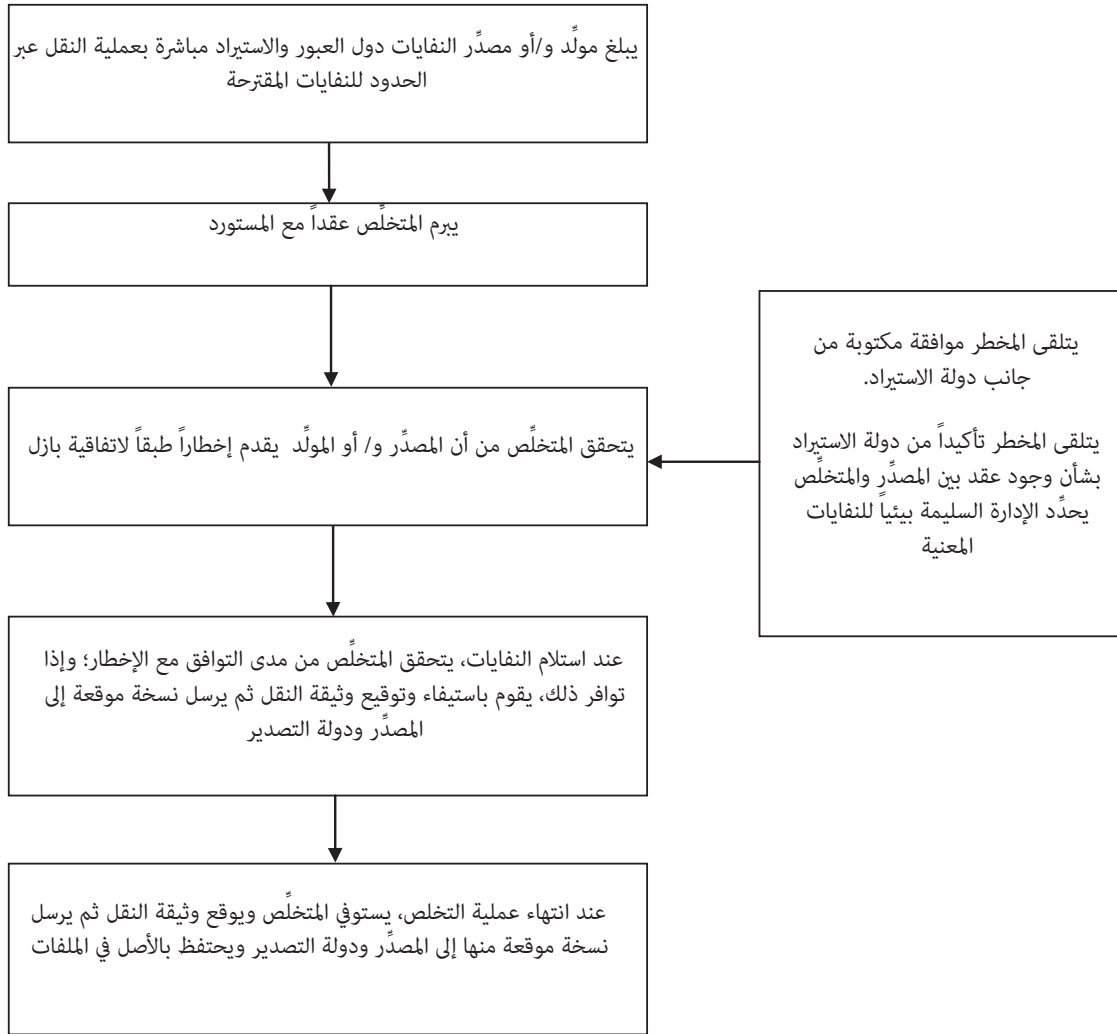 يبلغ مولِّد و/أو مصدِّر النفايات دول العبور والاستيراد مباشرة بعملية النقل عبر
الحدود للنفايات المقترحة
يبرم المتخلِّص عقداً مع المستورد
يتلقى المخطر موافقة مكتوبة من
جانب دولة الاستيراد.
يتلقى المخطر تأكيداً من دولة الاستيراد
بشأن وجود عقد بين المصدِّر والمتخلِّص
يحدِّد الإدارة السليمة بيئياً للنفايات
المعنية
يتحقق المتخلِّص من أن المصدِّر و/ أو المولِّد يقدم إخطاراً طبقاً لاتفاقية بازل
عند استلام النفايات، يتحقق المتخلِّص من مدى التوافق مع الإخطار؛ وإذا
توافر ذلك، يقوم باستيفاء وتوقيع وثيقة النقل ثم يرسل نسخة موقعة إلى
المصدِّر ودولة التصدير
عند انتهاء عملية التخلص، يستوفي المتخلِّص ويوقع وثيقة النقل ثم يرسل
نسخة موقعة منها إلى المصدِّر ودولة التصدير ويحتفظ بالأصل في الملفات